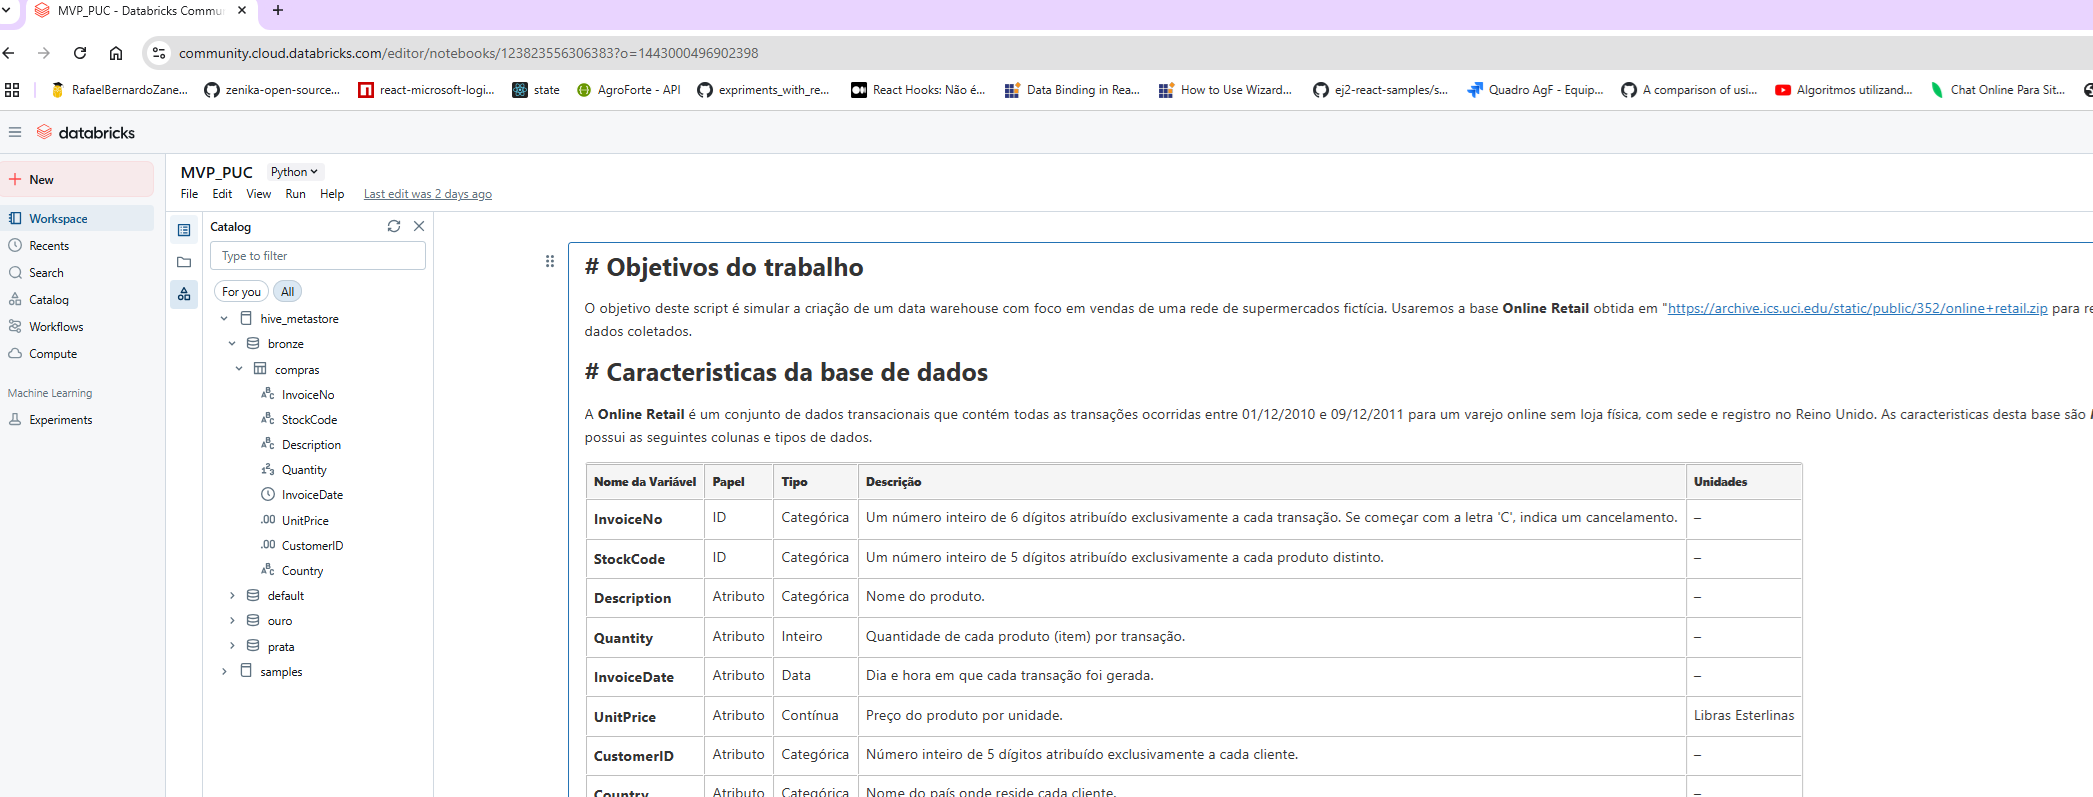 MVP_PUC - Databricks Commu
community.cloud.databricks.com/editor/notebooks/123823556306383?o=1443000496902398
RafaelBernardoZane...
zenika-open-source...
react-microsoft-logi...
state
AgroForte - API
expriments_with_re...
React Hooks: Não é...
Data Binding in Rea...
How to Use Wizard...
ej2-react-samples/s...
Quadro AgF - Equip...
A comparison of usi...
Algoritmos utilizand...
Chat Online Para Sit...
databricks
New
Workspace
Recents
Search
Catalog
Workflows
Compute
Machine Learning
Experiments
MVP_PUC
Python
File Edit View Run Help Last edit was 2 days ago
Catalog
Type to filter
For you All
hive_metastore
bronze
compras
InvoiceNo
StockCode
Description
Quantity
InvoiceDate
UnitPrice
CustomerID
Country
default
ouro
prata
samples
# Objetivos do trabalho
O objetivo deste script é simular a criação de um data warehouse com foco em vendas de uma rede de supermercados fictícia. Usaremos a base Online Retail obtida em "https://archive.ics.uci.edu/static/public/352/online+retail.zip para re
dados coletados.
# Caracteristicas da base de dados
A Online Retail é um conjunto de dados transacionais que contém todas as transações ocorridas entre 01/12/2010 e 09/12/2011 para um varejo online sem loja física, com sede e registro no Reino Unido. As caracteristicas desta base são
possui as seguintes colunas e tipos de dados.
Nome da Variável Papel Tipo Descrição Unidades
InvoiceNo ID Categórica Um número inteiro de 6 dígitos atribuído exclusivamente a cada transação. Se começar com a letra 'C', indica um cancelamento. –
StockCode ID Categórica Um número inteiro de 5 dígitos atribuído exclusivamente a cada produto distinto. –
Description Atributo Categórica Nome do produto. –
Quantity Atributo Inteiro Quantidade de cada produto (item) por transação. –
InvoiceDate Atributo Data Dia e hora em que cada transação foi gerada. –
UnitPrice Atributo Contínua Preço do produto por unidade. Libras Esterlinas
CustomerID Atributo Categórica Número inteiro de 5 dígitos atribuído exclusivamente a cada cliente. –
Country Atributo Categórica Nome do país onde reside cada cliente. –